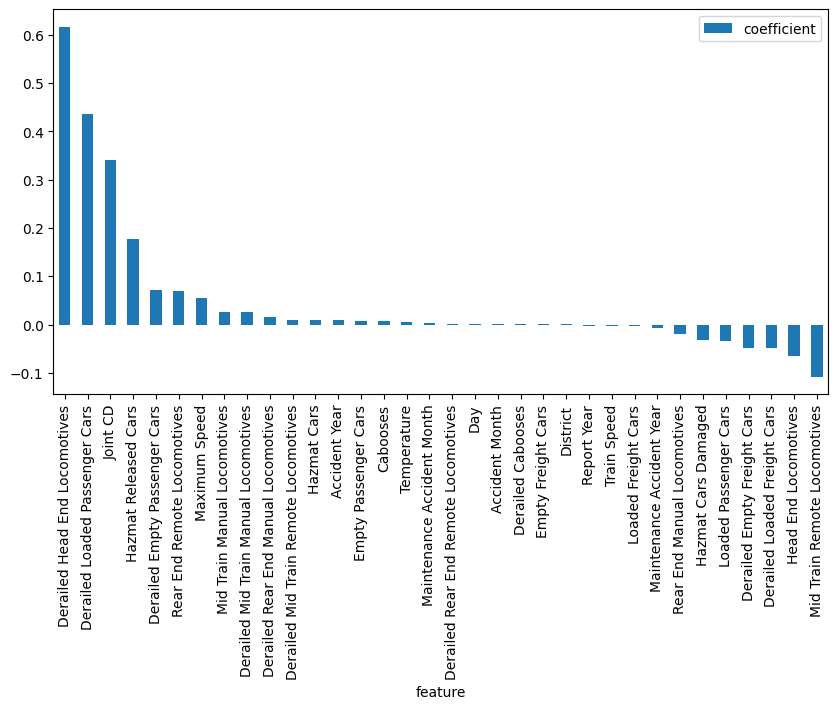 coefficient
0.6
0.5
0.4
0.3
0.2
0.1
0.0
−0.1
Derailed Head End Locomotives
Derailed Loaded Passenger Cars
Joint CD
Hazmat Released Cars
Derailed Empty Passenger Cars
Rear End Remote Locomotives
Maximum Speed
Mid Train Manual Locomotives
Derailed Mid Train Manual Locomotives
Derailed Rear End Manual Locomotives
Derailed Mid Train Remote Locomotives
Hazmat Cars
Accident Year
Empty Passenger Cars
Cabooses
Temperature
Maintenance Accident Month
Derailed Rear End Remote Locomotives
Day
Accident Month
Derailed Cabooses
Empty Freight Cars
District
Report Year
Train Speed
Loaded Freight Cars
Maintenance Accident Year
Rear End Manual Locomotives
Hazmat Cars Damaged
Loaded Passenger Cars
Derailed Empty Freight Cars
Derailed Loaded Freight Cars
Head End Locomotives
Mid Train Remote Locomotives
feature